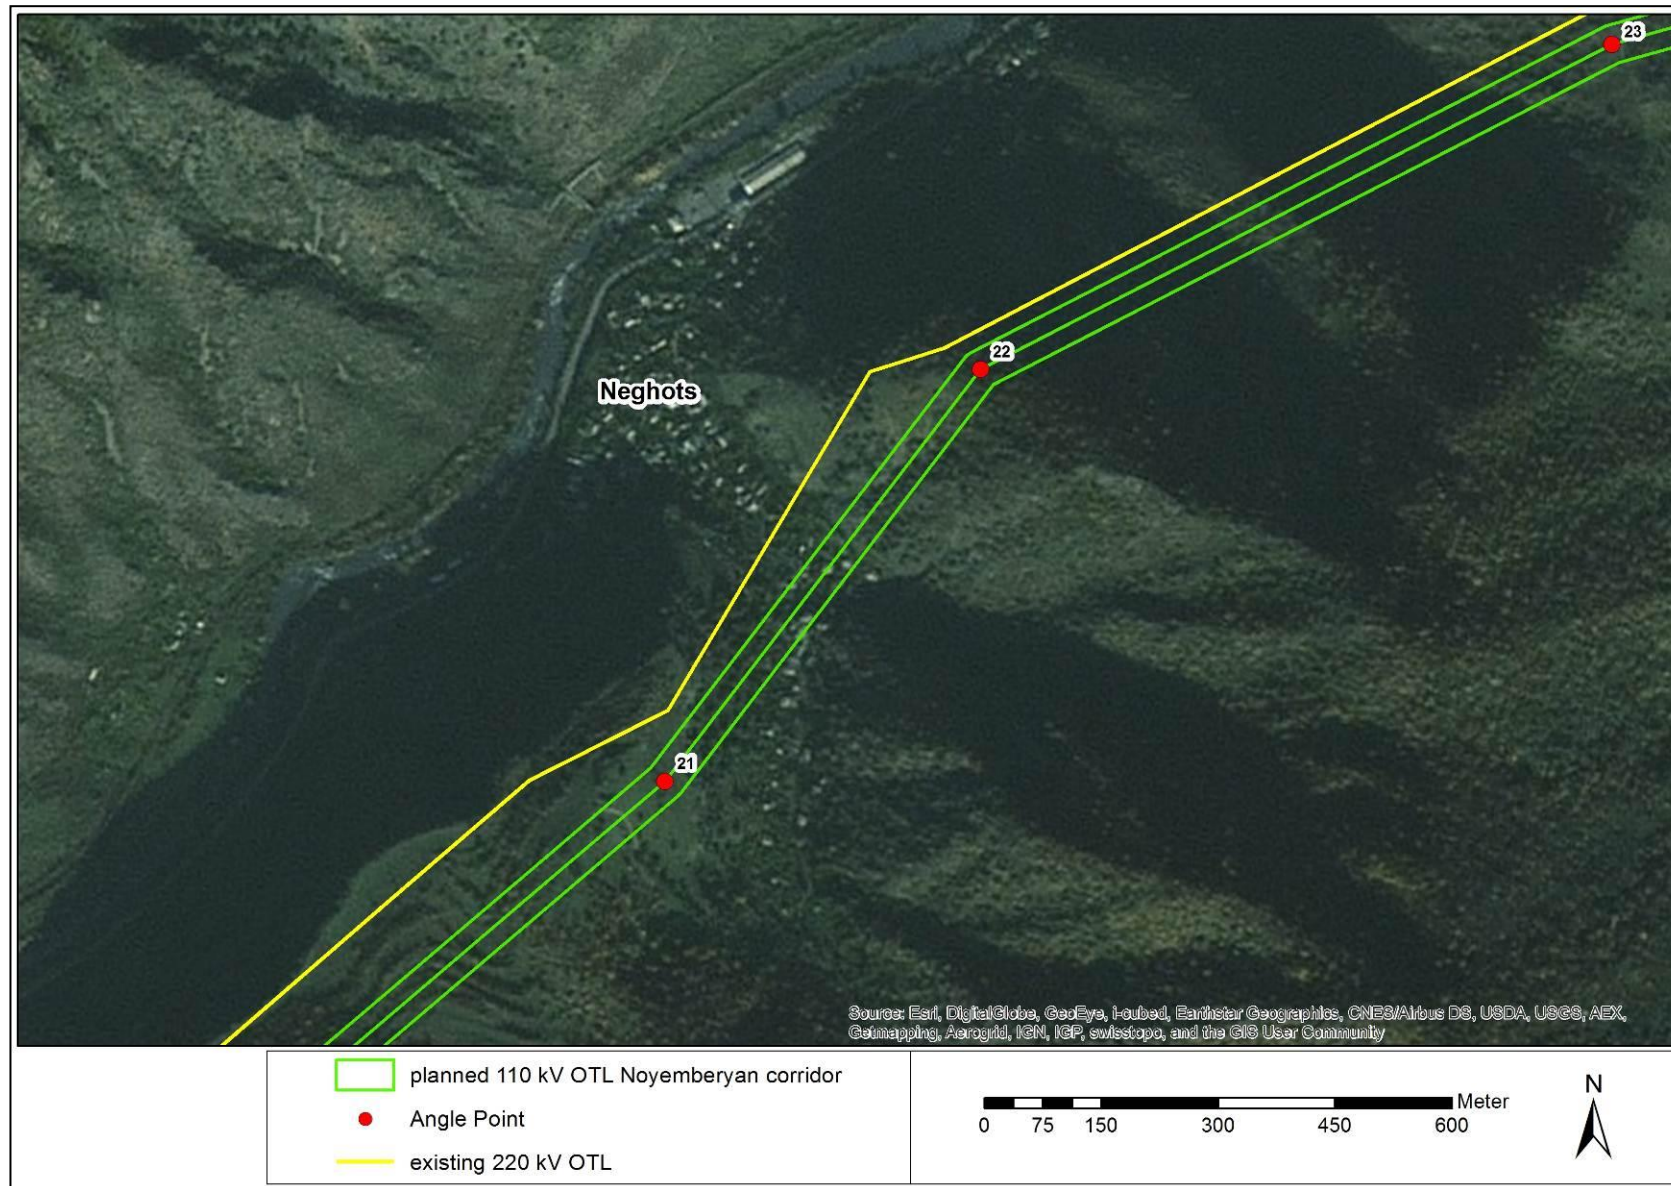 23
22
Neghots
21
Source: Esri, DigitalGlobe, GeoEye, i-cubed, Earthstar Geographics, CNES/Airbus DS, USDA, USGS, AEX,
Getmapping, Aerogrid, IGN, IGP, swisstopo, and the GIS User Community
planned 110 kV OTL Noyemberyan corridor
Angle Point
existing 220 kV OTL
Meter
0 75 150 300 450 600
N